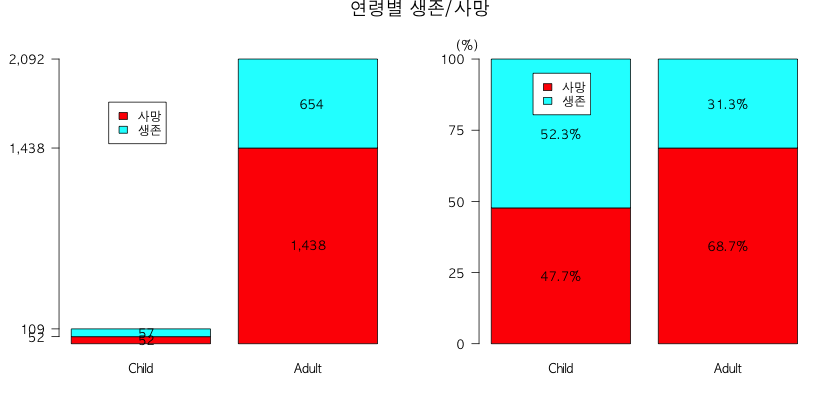 연령별 생존/사망
2,092
1,438
109
52
사망
생존
57
52
654
1,438
Child
Adult
(%)
100
75
50
25
0
사망
생존
52.3%
47.7%
31.3%
68.7%
Child
Adult